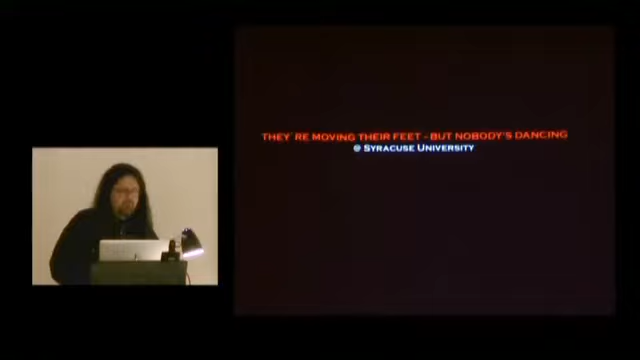 THEY´RE MOVING THEIR FEET - BUT NOBODY'S DANCING
@ SYRACUSE UNIVERSITY